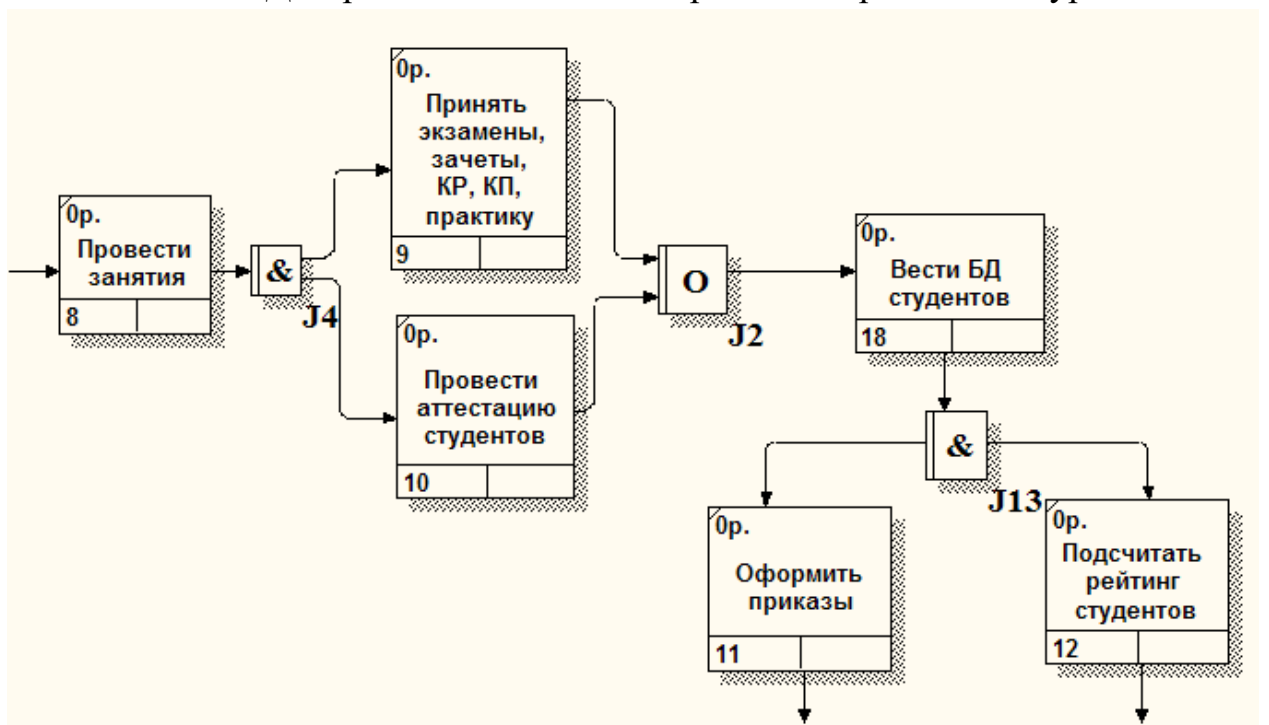 0р.
Провести
занятия
8
&
J4
0р.
Принять
экзамены,
зачеты,
КР, КП,
практику
9
0р.
Провести
аттестацию
студентов
10
O
J2
0р.
Вести БД
студентов
18
&
J13
0р.
Оформить
приказы
11
0р.
Подсчитать
рейтинг
студентов
12